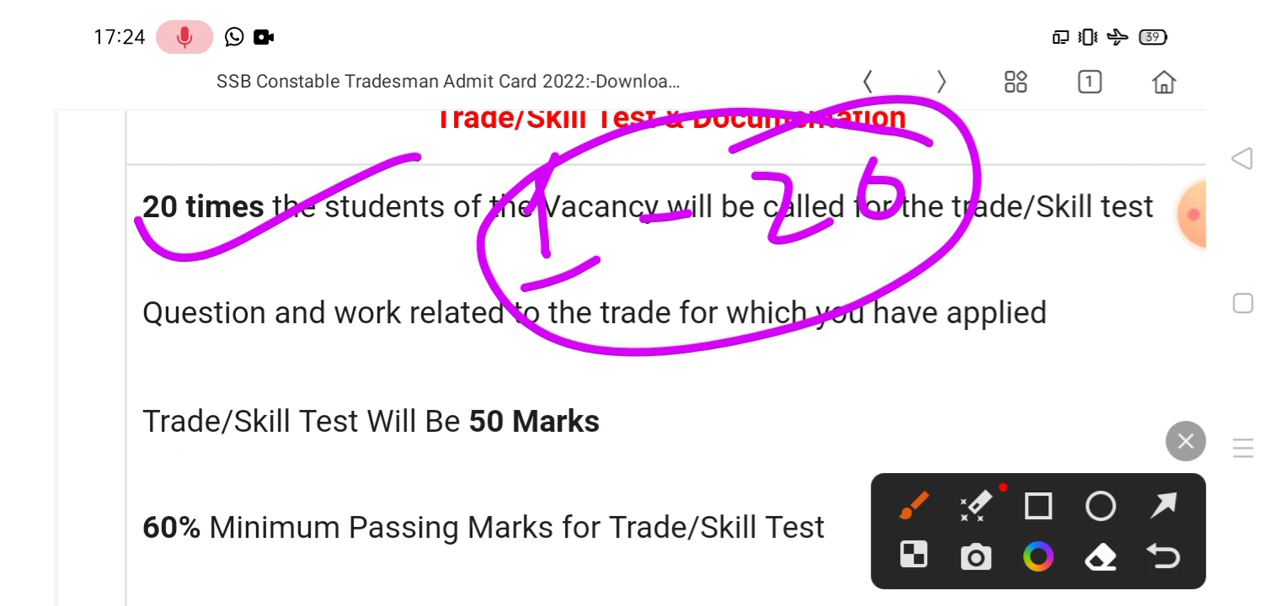 17:24
39
SSB Constable Tradesman Admit Card 2022:-Downloa...
1
Trade/Skill Test & Documentation
20 times the students of the Vacancy will be called for the trade/Skill test
1 - 20
Question and work related to the trade for which you have applied
Trade/Skill Test Will Be 50 Marks
60% Minimum Passing Marks for Trade/Skill Test